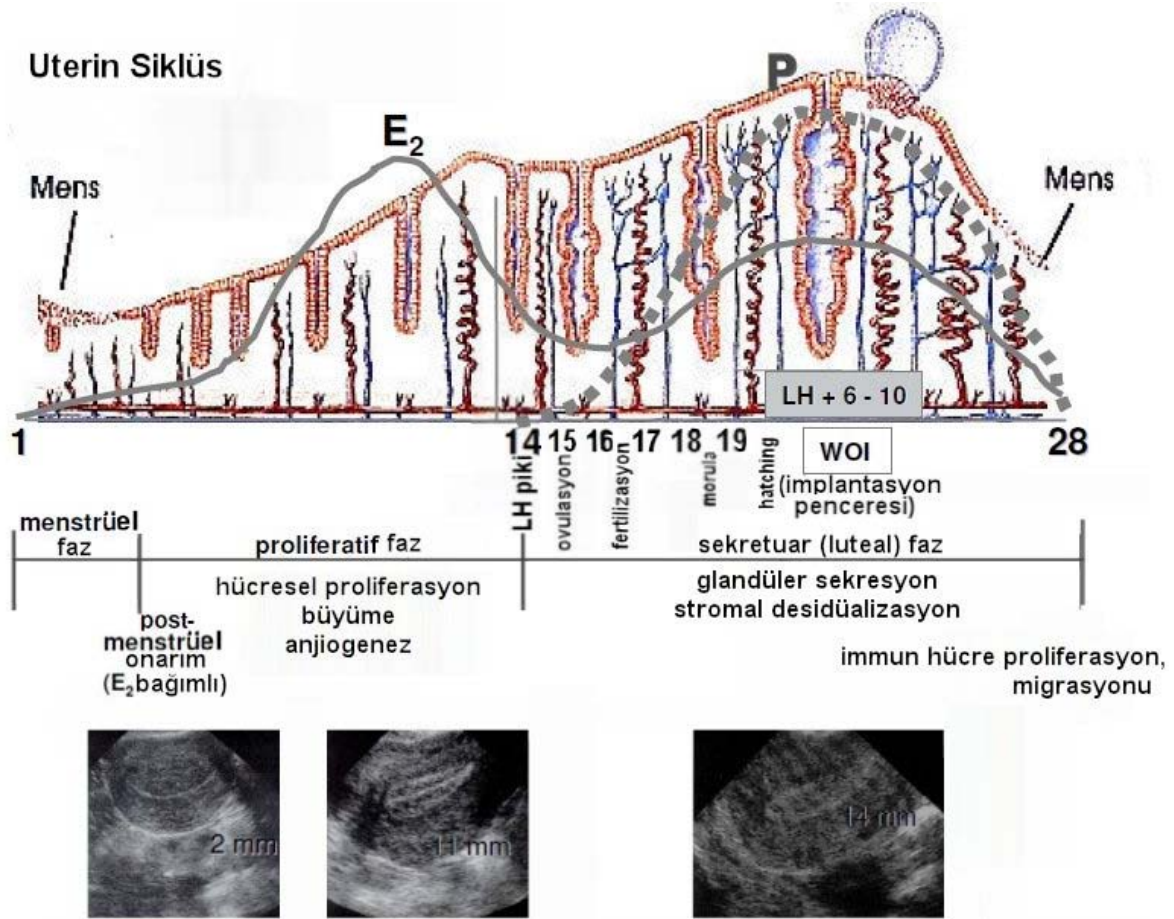 Uterin Siklüs
P
E2
Mens
Mens
LH + 6 - 10
1
14 15 16 17 18 19
28
LH piki
ovulasyon
fertilizasyon
morula
hatching
WOI
(implantasyon
penceresi)
menstrüel
faz
proliferatif faz
sekretuar (luteal) faz
hücresel proliferasyon
büyüme
anjiogenez
glandüler sekresyon
stromal desidüalizasyon
post-
menstrüel
onarım
(E2 bağımlı)
immun hücre proliferasyon,
migrasyonu
2 mm
11 mm
14 mm